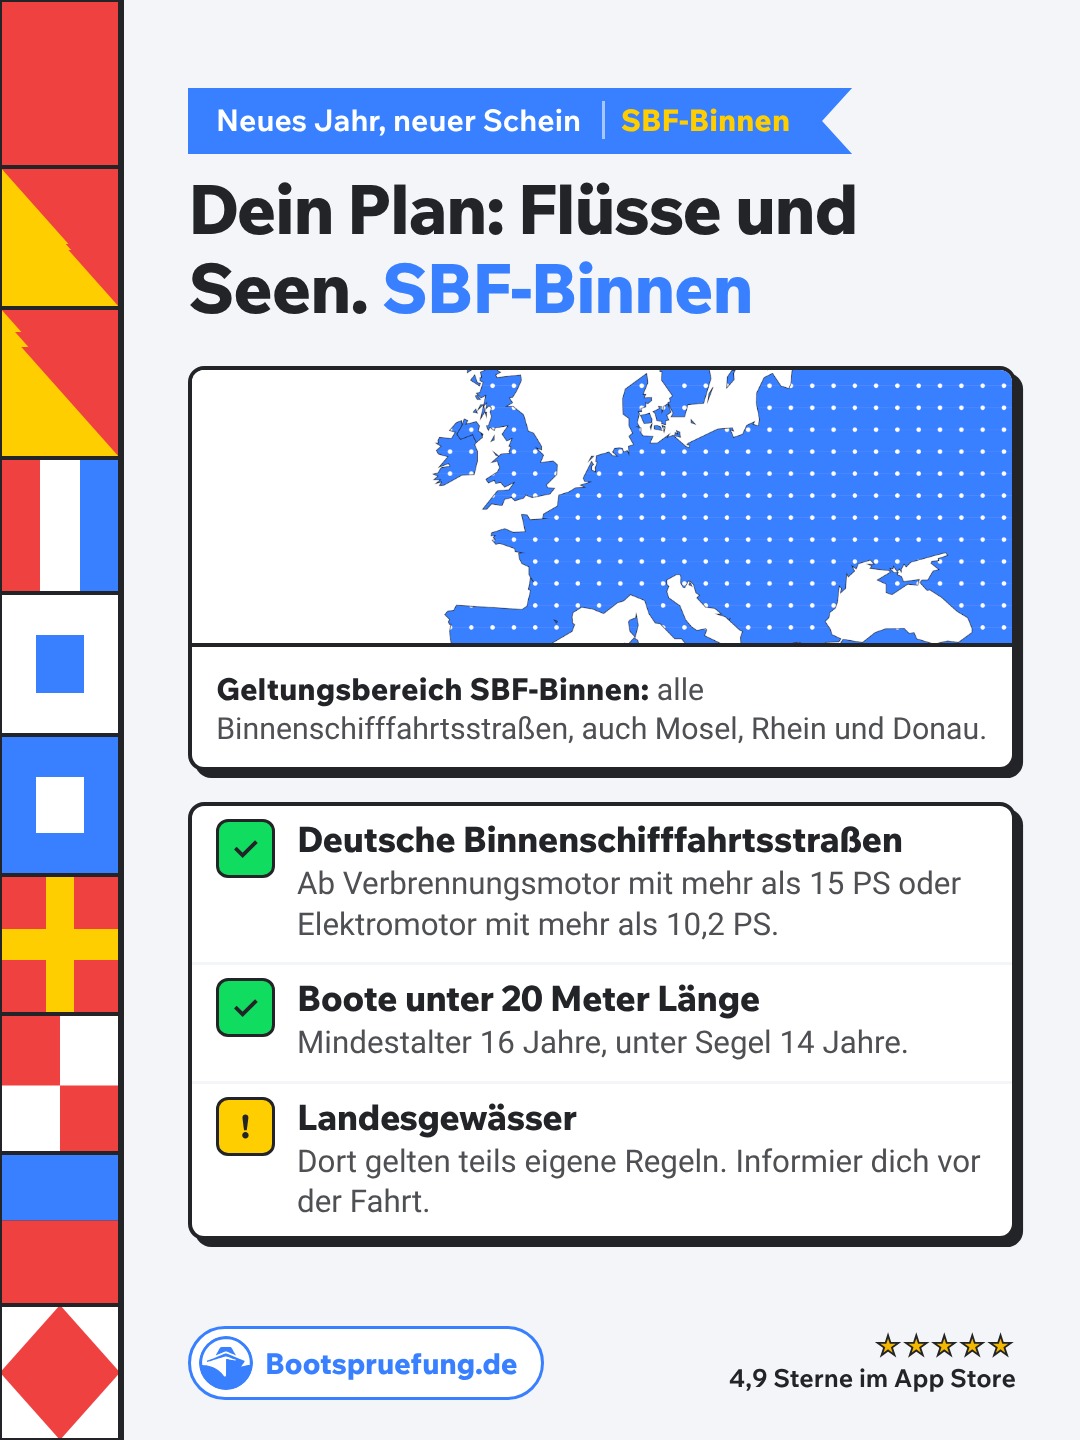 Neues Jahr, neuer Schein | SBF-Binnen
Dein Plan: Flüsse und
Seen. SBF-Binnen
Geltungsbereich SBF-Binnen: alle
Binnenschifffahrtsstraßen, auch Mosel, Rhein und Donau.
Deutsche Binnenschifffahrtsstraßen
Ab Verbrennungsmotor mit mehr als 15 PS oder
Elektromotor mit mehr als 10,2 PS.
Boote unter 20 Meter Länge
Mindestalter 16 Jahre, unter Segel 14 Jahre.
!
Landesgewässer
Dort gelten teils eigene Regeln. Informier dich vor
der Fahrt.
Bootspruefung.de
4,9 Sterne im App Store